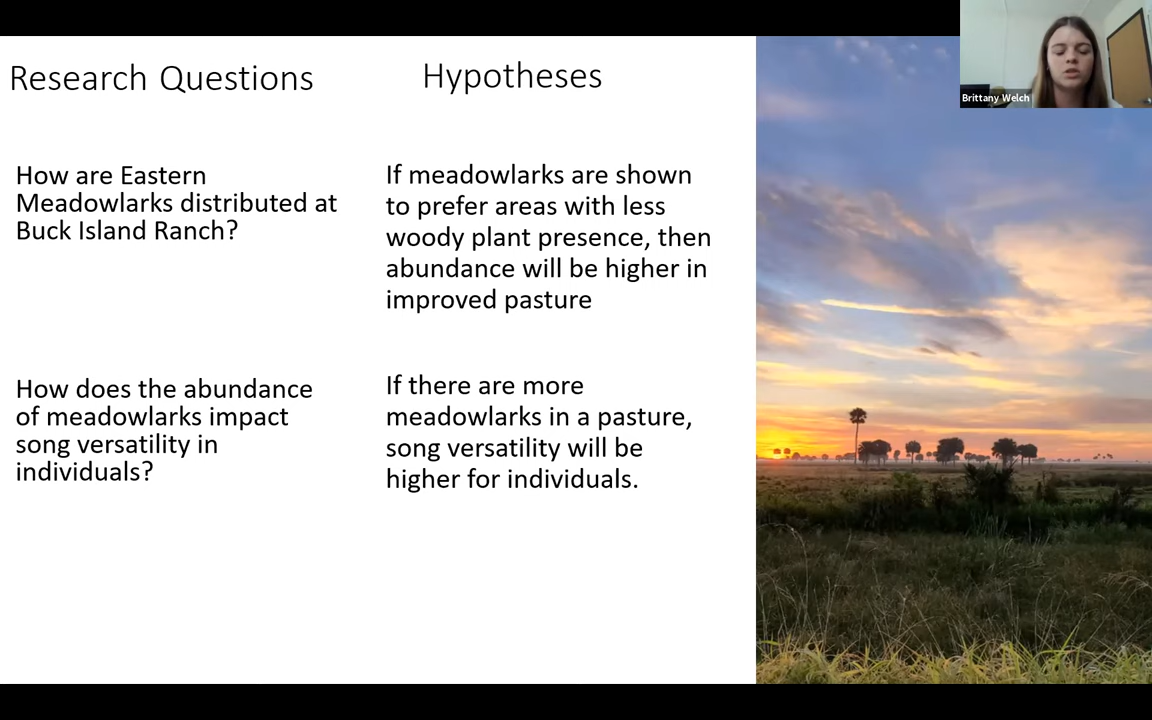 Research Questions
Hypotheses
Brittany Welch
How are Eastern
Meadowlarks distributed at
Buck Island Ranch?
If meadowlarks are shown
to prefer areas with less
woody plant presence, then
abundance will be higher in
improved pasture
How does the abundance
of meadowlarks impact
song versatility in
individuals?
If there are more
meadowlarks in a pasture,
song versatility will be
higher for individuals.